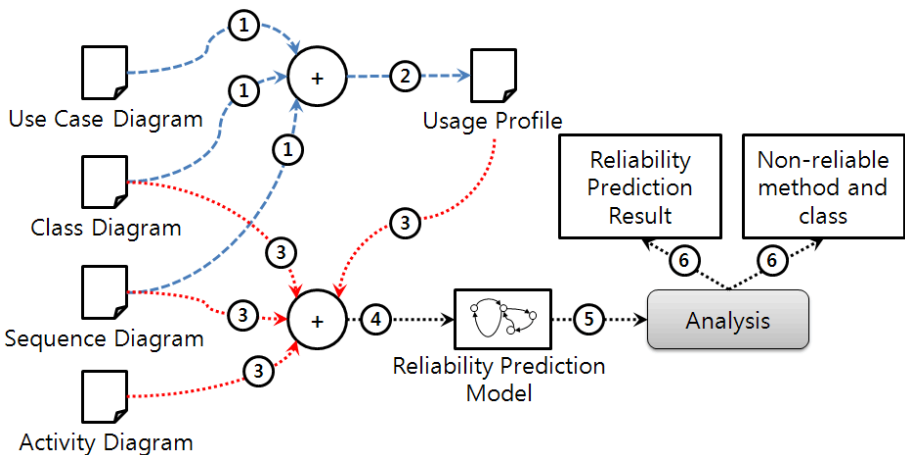 1
+
2
1
Use Case Diagram
Usage Profile
1
Reliability
Prediction
Result
Non-reliable
method and
class
Class Diagram
3
3
6
6
Sequence Diagram
3
+
4
5
Analysis
Reliability Prediction
Model
3
Activity Diagram